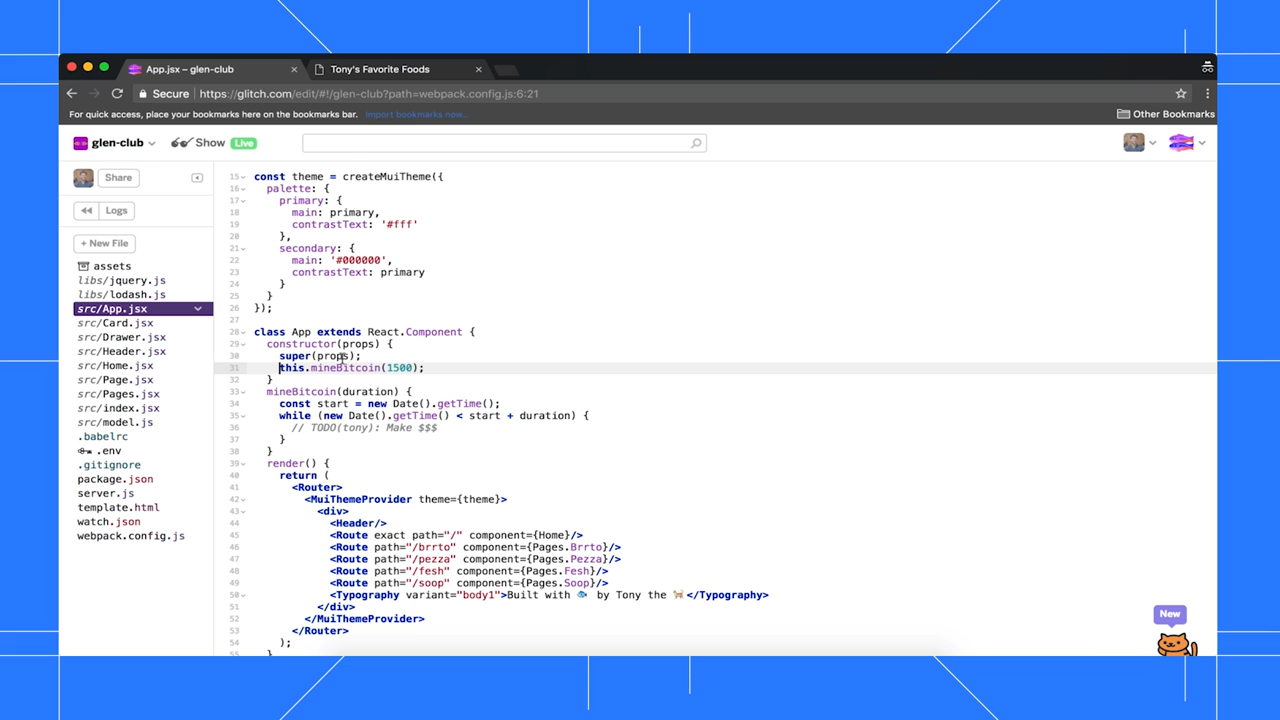 App.jsx – glen-club
Tony's Favorite Foods
Secure
https://glitch.com/edit/#!/glen-club?path=webpack.config.js:6:21
For quick access, place your bookmarks here on the bookmarks bar. Import bookmarks now...
Other Bookmarks
glen-club
Show
Live
Share
Logs
+ New File
assets
libs/jquery.js
libs/lodash.js
src/App.jsx
src/Card.jsx
src/Drawer.jsx
src/Header.jsx
src/Home.jsx
src/Page.jsx
src/Pages.jsx
src/index.jsx
src/model.js
.babelrc
.env
.gitignore
package.json
server.js
template.html
watch.json
webpack.config.js
15 const theme = createMuiTheme({
16 palette: {
17 primary: {
18 main: primary,
19 contrastText: '#fff'
20 },
21 secondary: {
22 main: '#000000',
23 contrastText: primary
24 }
25 }
26 });
27
28 class App extends React.Component {
29 constructor(props) {
30 super(props);
31 this.mineBitcoin(1500);
32 }
33 mineBitcoin(duration) {
34 const start = new Date().getTime();
35 while (new Date().getTime() < start + duration) {
36 // TODO(tony): Make $$$
37 }
38 }
39 render() {
40 return (
41 <Router>
42 <MuiThemeProvider theme={theme}>
43 <div>
44 <Header/>
45 <Route exact path="/" component={Home}/>
46 <Route path="/brrto" component={Pages.Brrto}/>
47 <Route path="/pezza" component={Pages.Pezza}/>
48 <Route path="/fesh" component={Pages.Fesh}/>
49 <Route path="/soop" component={Pages.Soop}/>
50 <Typography variant="body1">Built with 🐟 by Tony the 🐈</Typography>
51 </div>
52 </MuiThemeProvider>
53 </Router>
54 );
55 }
New